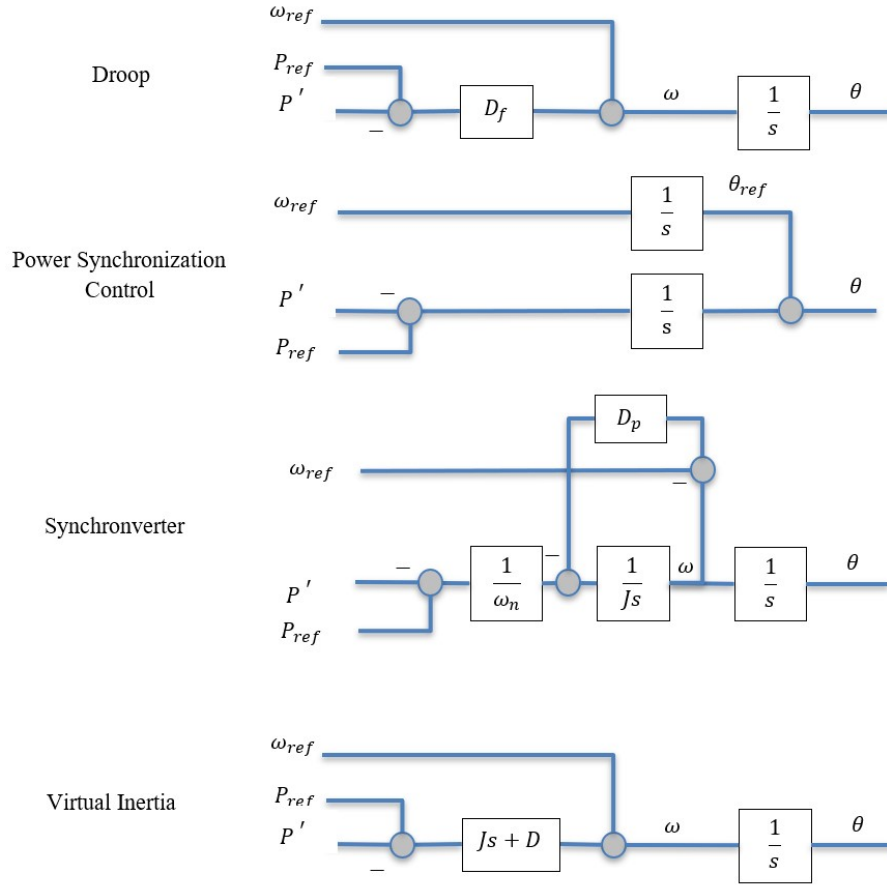 ω_ref
P_ref
Droop
D_f
ω
1/s
θ
P ′
−
ω_ref
1/s
θ_ref
Power Synchronization
Control
−
P ′
1/s
θ
P_ref
D_p
ω_ref
−
Synchronverter
−
−
P ′
1/ω_n
1/Js
ω
1/s
θ
P_ref
ω_ref
Virtual Inertia
P_ref
P ′
Js + D
ω
1/s
θ
−